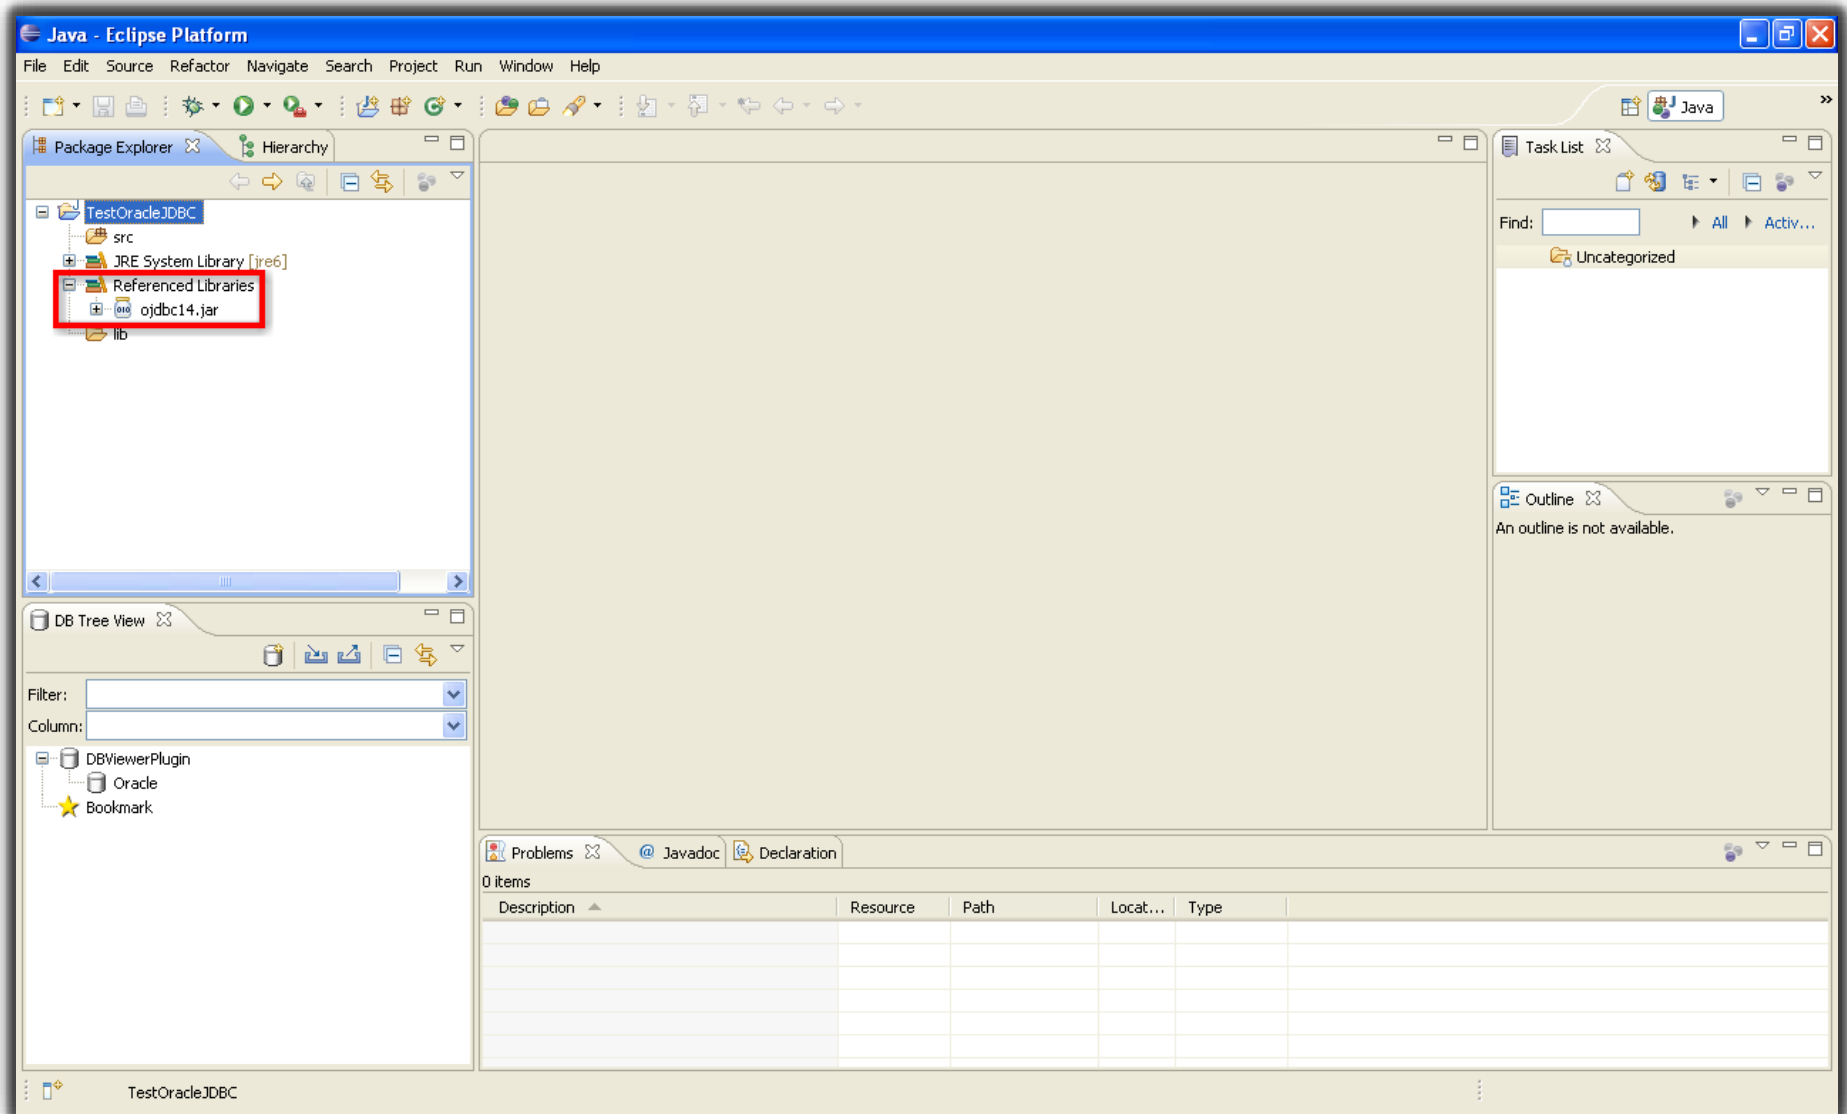 Java - Eclipse Platform
File Edit Source Refactor Navigate Search Project Run Window Help
Java
»
Package Explorer
Hierarchy
TestOracleJDBC
src
JRE System Library [jre6]
Referenced Libraries
ojdbc14.jar
lib
Task List
Find:
All
Activ...
Uncategorized
Outline
An outline is not available.
DB Tree View
Filter:
Column:
DBViewerPlugin
Oracle
Bookmark
Problems
@ Javadoc
Declaration
0 items
Description Resource Path Locat... Type
TestOracleJDBC